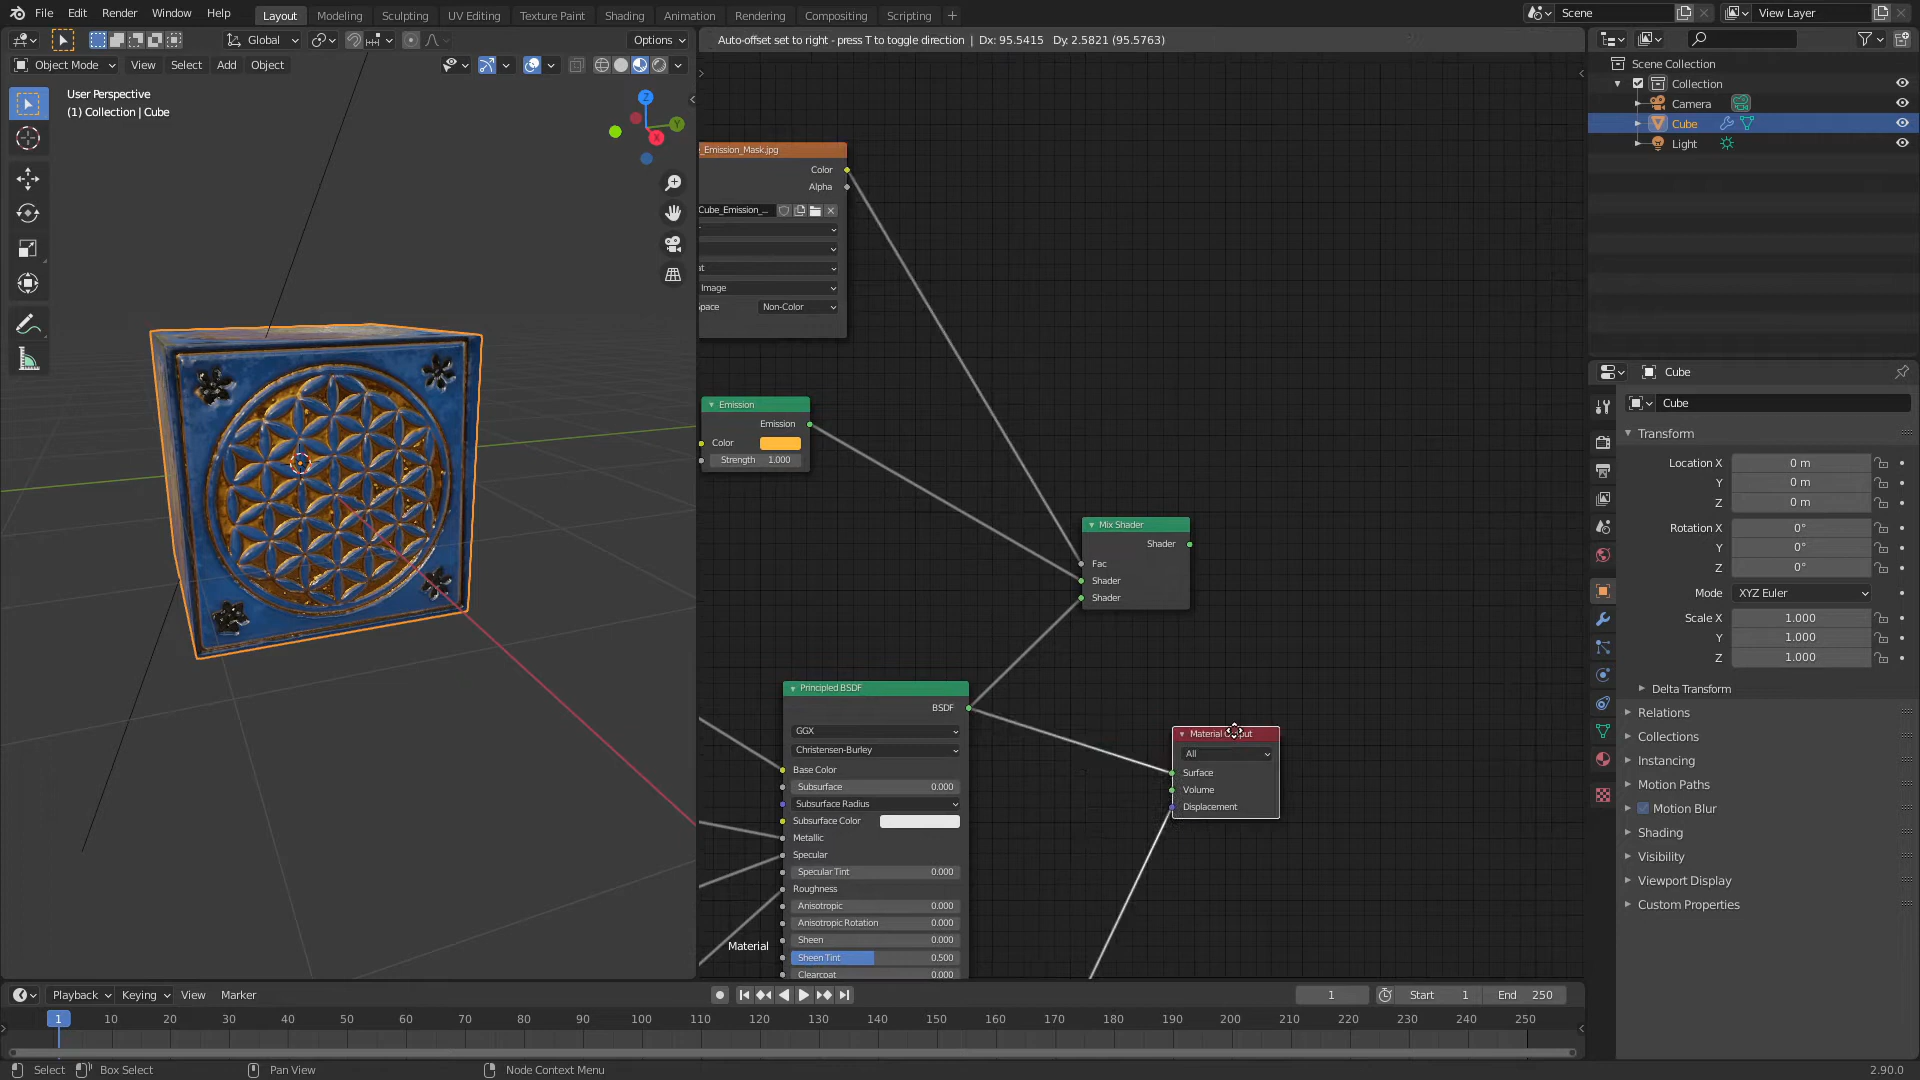 File Edit Render Window Help Layout Modeling Sculpting UV Editing Texture Paint Shading Animation Rendering Compositing Scripting + Scene View Layer
Global Options
Auto-offset set to right - press T to toggle direction | Dx: 95.5415 Dy: 2.5821 (95.5763)
Object Mode View Select Add Object
User Perspective
(1) Collection | Cube
Z
Y
X
_Emission_Mask.jpg
Color
Alpha
Cube_Emission_...
Image
Non-Color
Emission
Emission
Color
Strength 1.000
Mix Shader
Shader
Fac
Shader
Shader
Principled BSDF
BSDF
GGX
Christensen-Burley
Base Color
Subsurface 0.000
Subsurface Radius
Subsurface Color
Metallic
Specular
Specular Tint 0.000
Roughness
Anisotropic 0.000
Anisotropic Rotation 0.000
Sheen 0.000
Sheen Tint 0.500
Clearcoat 0.000
Material
All
Surface
Volume
Displacement
Scene Collection
Collection
Camera
Cube
Light
Cube
Cube
Transform
Location X 0 m
Y 0 m
Z 0 m
Rotation X 0°
Y 0°
Z 0°
Mode XYZ Euler
Scale X 1.000
Y 1.000
Z 1.000
Delta Transform
Relations
Collections
Instancing
Motion Paths
Motion Blur
Shading
Visibility
Viewport Display
Custom Properties
Playback Keying View Marker 1 Start 1 End 250
1 10 20 30 40 50 60 70 80 90 100 110 120 130 140 150 160 170 180 190 200 210 220 230 240 250
Select Box Select Pan View Node Context Menu 2.90.0